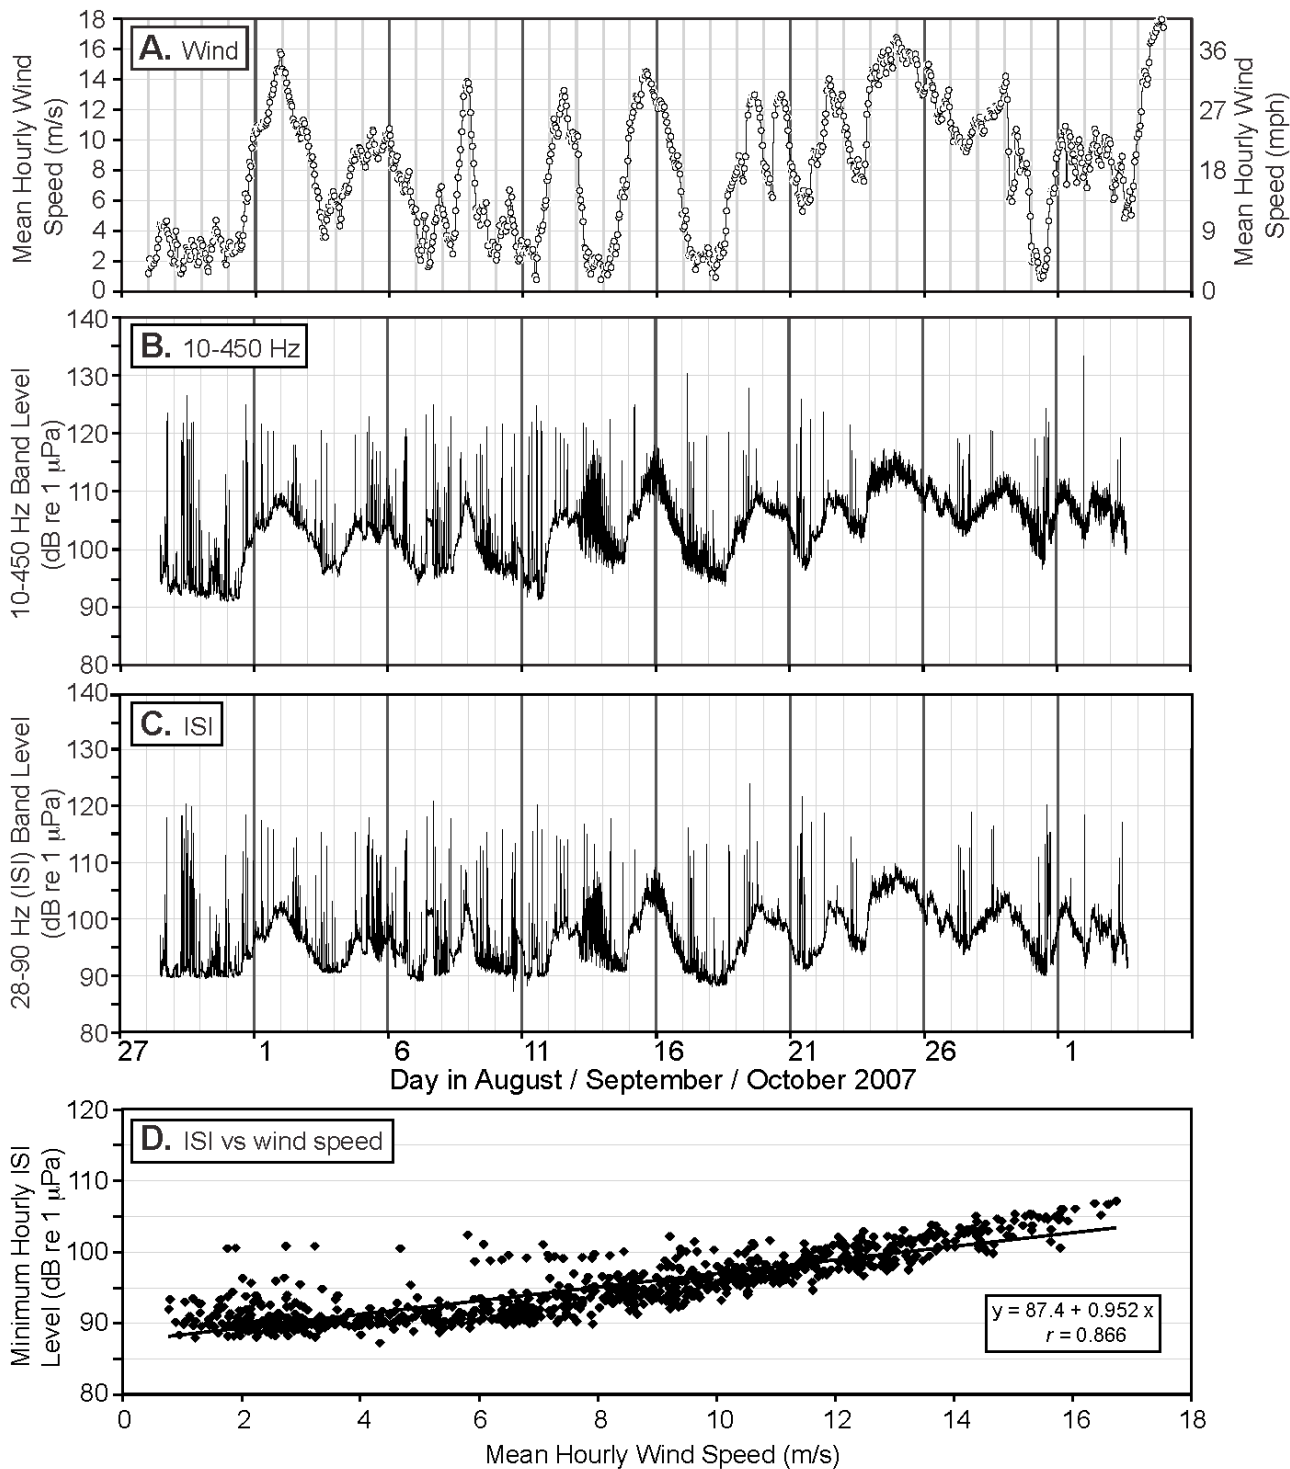 A. Wind
Mean Hourly Wind
Speed (m/s)
18
16
14
12
10
8
6
4
2
0
36
27
18
9
0
Mean Hourly Wind
Speed (mph)
B. 10-450 Hz
10-450 Hz Band Level
(dB re 1 μPa)
140
130
120
110
100
90
80
C. ISI
28-90 Hz (ISI) Band Level
(dB re 1 μPa)
140
130
120
110
100
90
80
27 1 6 11 16 21 26 1
Day in August / September / October 2007
D. ISI vs wind speed
Minimum Hourly ISI
Level (dB re 1 μPa)
120
110
100
90
80
y = 87.4 + 0.952 x
r = 0.866
0 2 4 6 8 10 12 14 16 18
Mean Hourly Wind Speed (m/s)